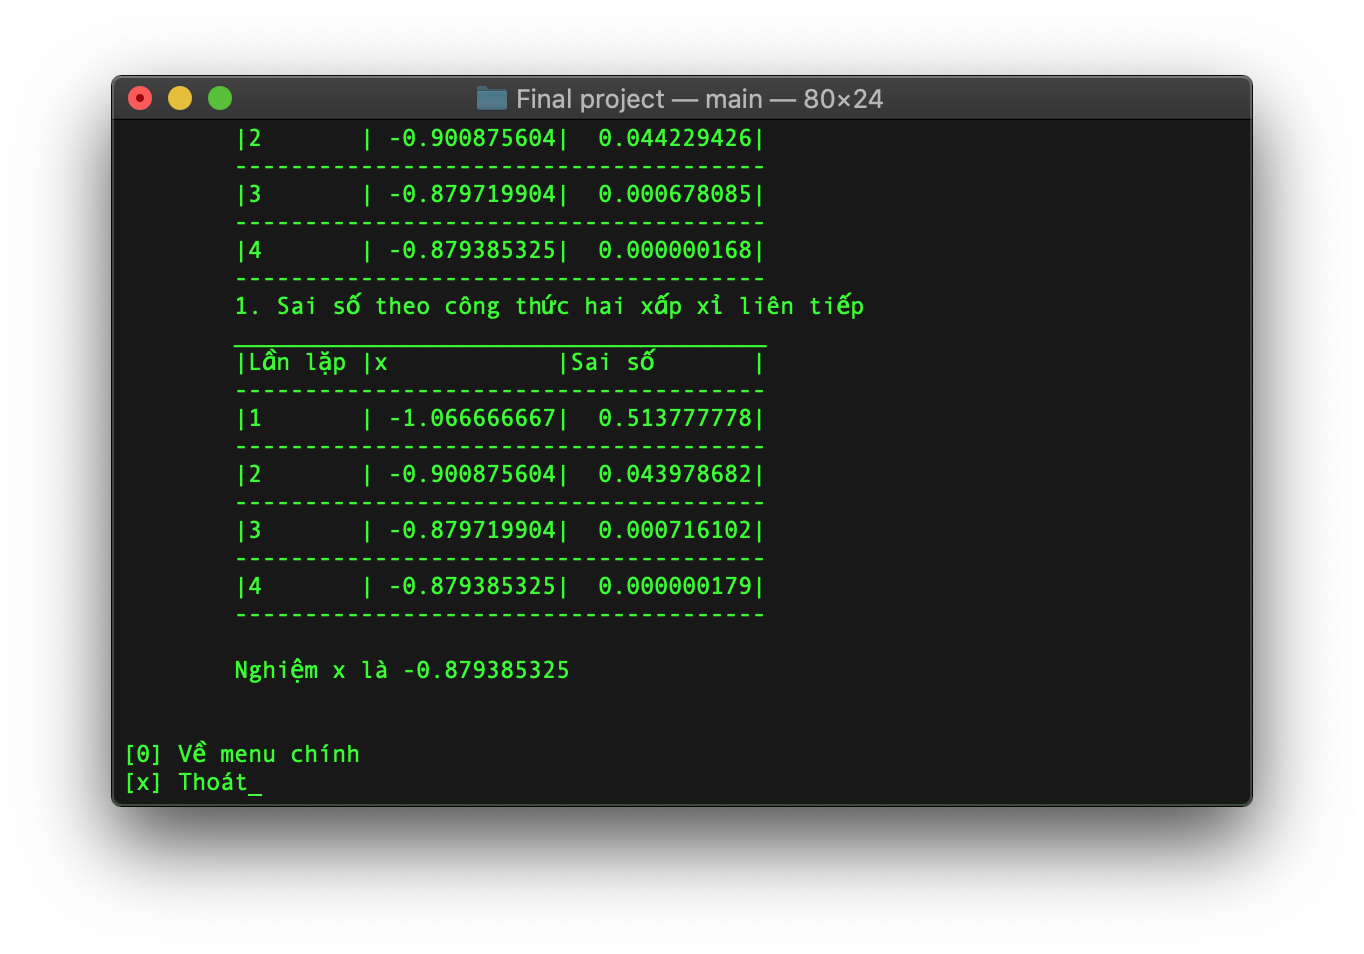 Final project — main — 80×24
|2       | -0.900875604|  0.044229426|
--------------------------------------
|3       | -0.879719904|  0.000678085|
--------------------------------------
|4       | -0.879385325|  0.000000168|
--------------------------------------
1. Sai số theo công thức hai xấp xỉ liên tiếp
______________________________________
|Lần lặp |x            |Sai số       |
--------------------------------------
|1       | -1.066666667|  0.513777778|
--------------------------------------
|2       | -0.900875604|  0.043978682|
--------------------------------------
|3       | -0.879719904|  0.000716102|
--------------------------------------
|4       | -0.879385325|  0.000000179|
--------------------------------------
Nghiệm x là -0.879385325
[0] Về menu chính
[x] Thoát_